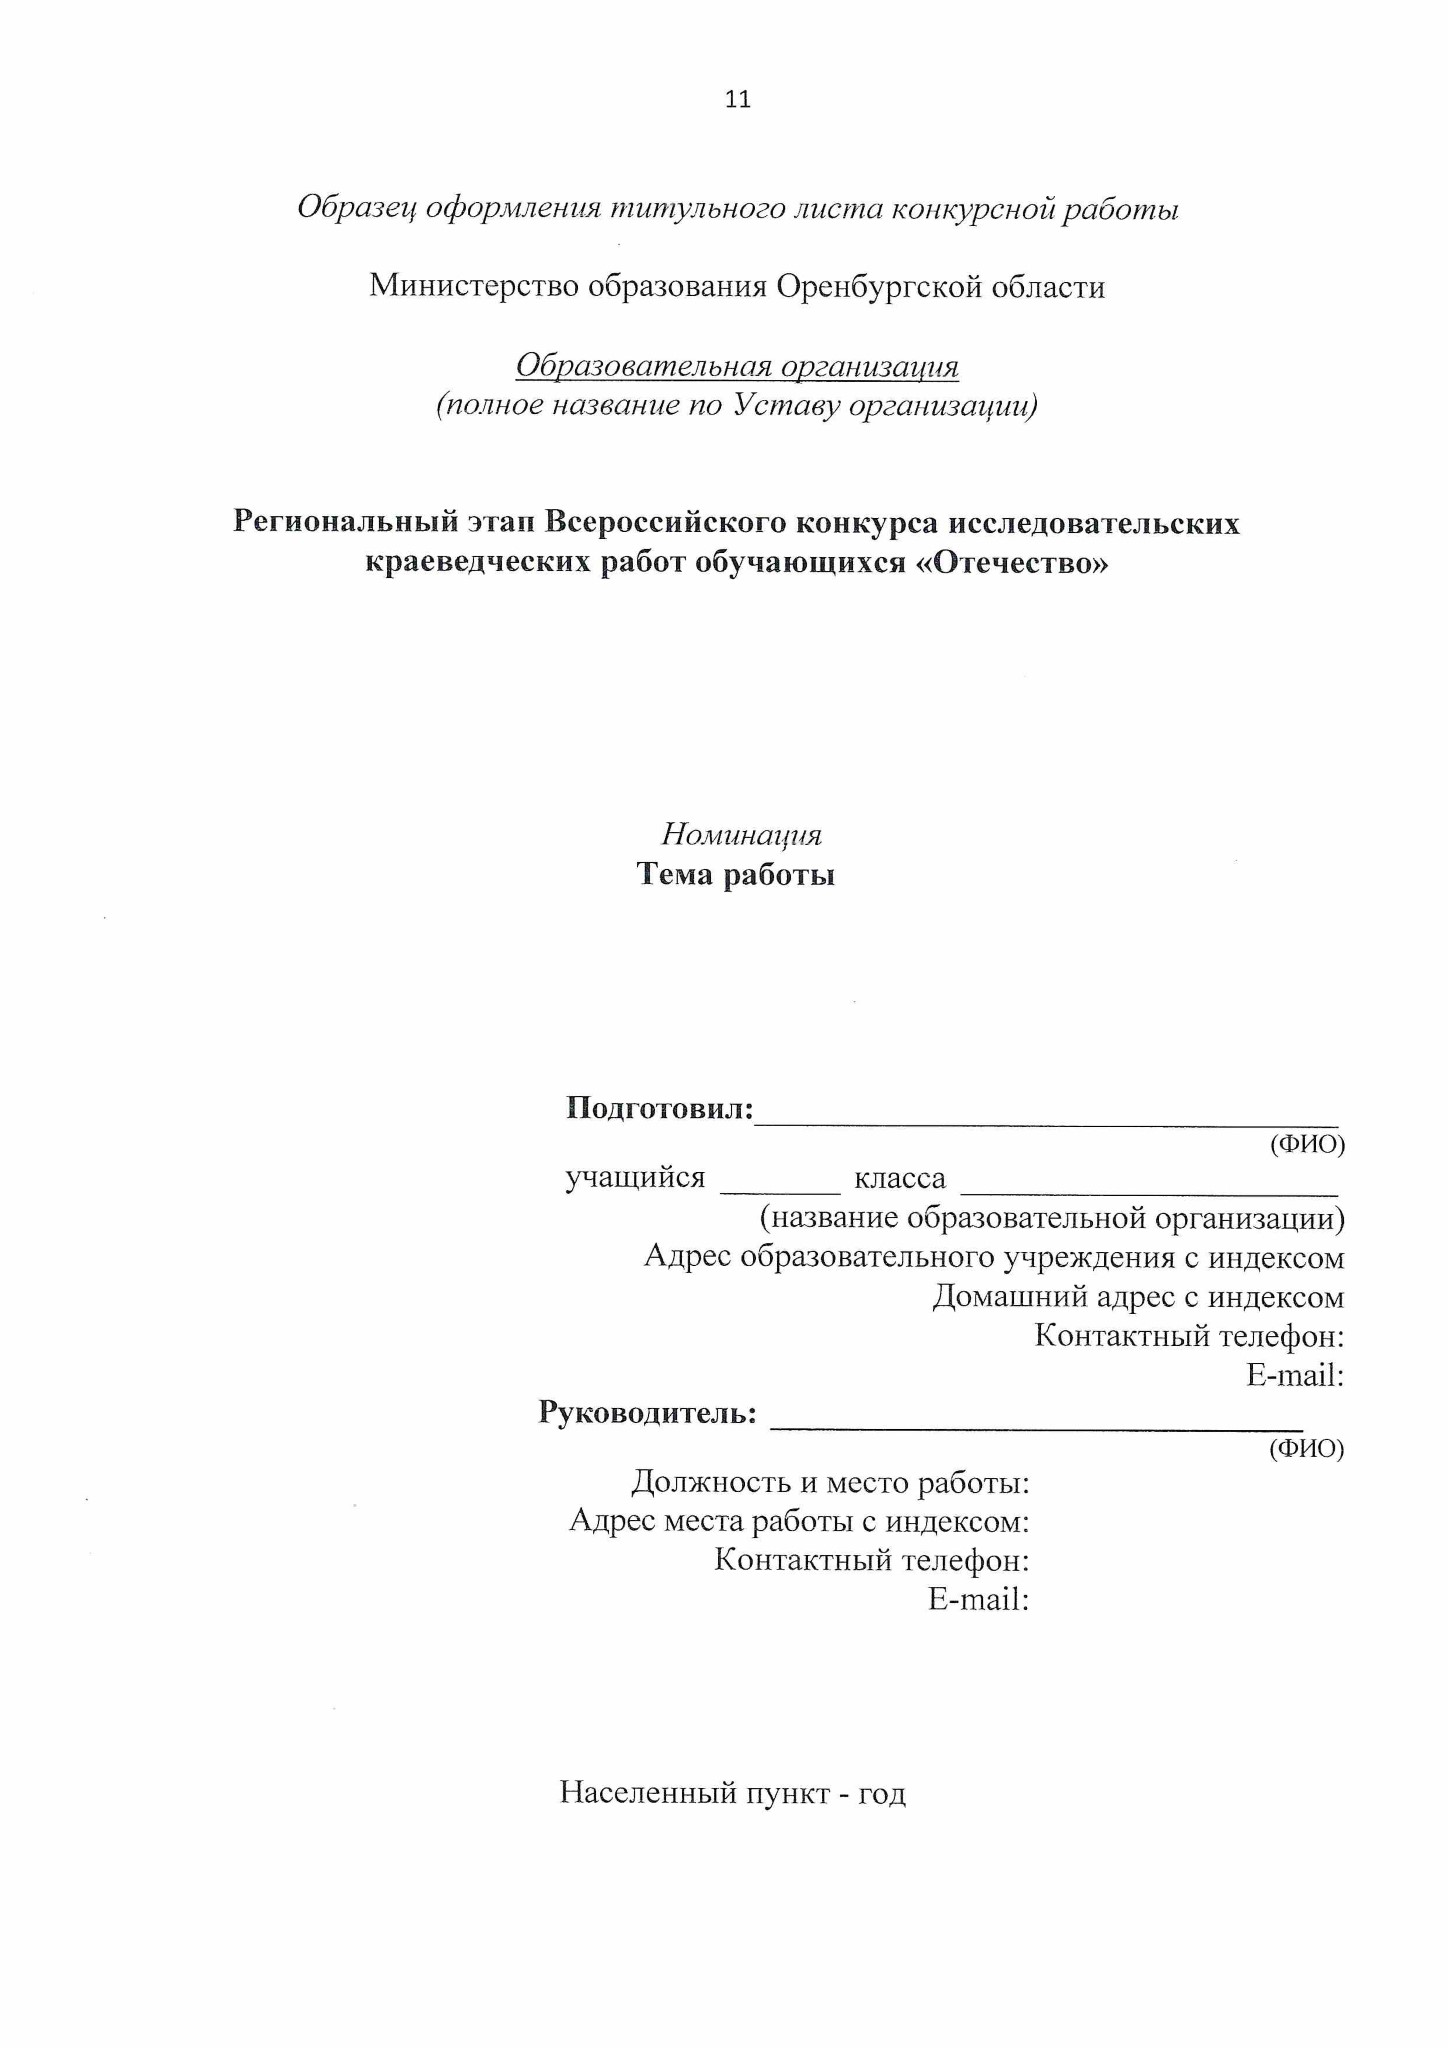 11
Образец оформления титульного листа конкурсной работы
Министерство образования Оренбургской области
Образовательная организация
(полное название по Уставу организации)
Региональный этап Всероссийского конкурса исследовательских
краеведческих работ обучающихся «Отечество»
Номинация
Тема работы
Подготовил:
(ФИО)
учащийся ______ класса ______
(название образовательной организации)
Адрес образовательного учреждения с индексом
Домашний адрес с индексом
Контактный телефон:
E-mail:
Руководитель:
(ФИО)
Должность и место работы:
Адрес места работы с индексом:
Контактный телефон:
E-mail:
Населенный пункт - год